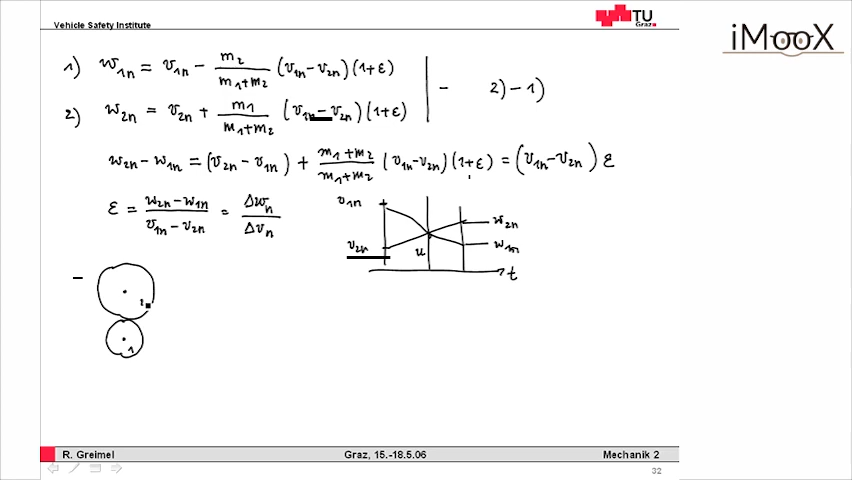 Vehicle Safety Institute
TU
Graz
iMooX
1) w₁ₙ = v₁ₙ − m₂/(m₁+m₂) (v₁ₙ−v₂ₙ)(1+ε)
− 2)−1)
2) w₂ₙ = v₂ₙ + m₁/(m₁+m₂) (v₁ₙ−v₂ₙ)(1+ε)
w₂ₙ−w₁ₙ = (v₂ₙ−v₁ₙ) + (m₁+m₂)/(m₁+m₂) (v₁ₙ−v₂ₙ)(1+ε) = (v₁ₙ−v₂ₙ) ε
ε = (w₂ₙ−w₁ₙ)/(v₁ₙ−v₂ₙ) = Δwₙ/Δvₙ
v₁ₙ
w₂ₙ
v₂ₙ
u
w₁ₙ
t
1
R. Greimel
Graz, 15.-18.5.06
Mechanik 2
32